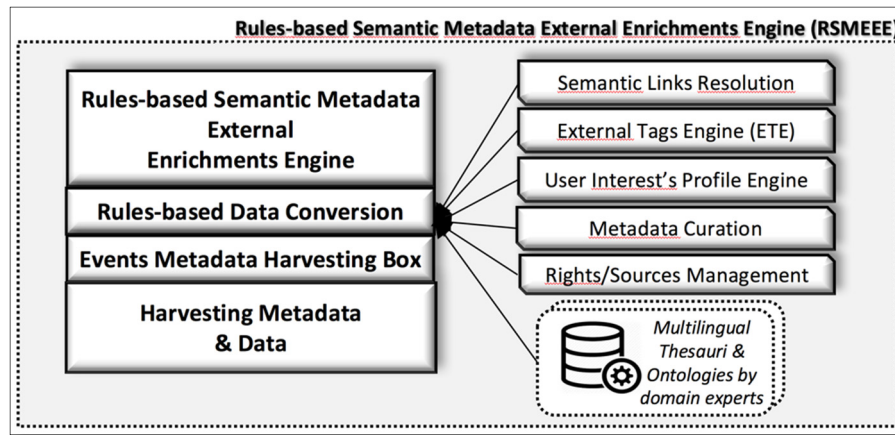 Rules-based Semantic Metadata External Enrichments Engine (RSMEEE)
Rules-based Semantic Metadata
External
Enrichments Engine
Rules-based Data Conversion
Events Metadata Harvesting Box
Harvesting Metadata
& Data
Semantic Links Resolution
External Tags Engine (ETE)
User Interest's Profile Engine
Metadata Curation
Rights/Sources Management
Multilingual
Thesauri &
Ontologies by
domain experts